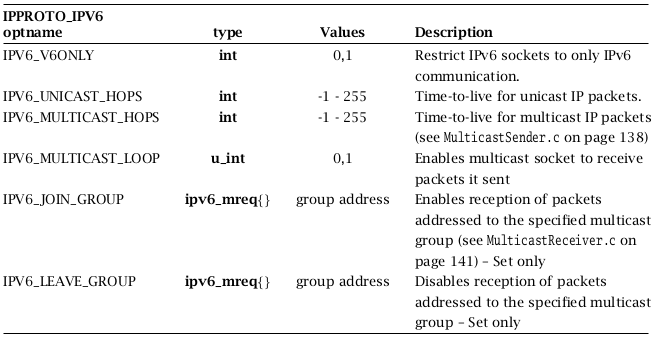 IPPROTO_IPV6
optname type Values Description
IPV6_V6ONLY int 0,1 Restrict IPv6 sockets to only IPv6
communication.
IPV6_UNICAST_HOPS int -1 - 255 Time-to-live for unicast IP packets.
IPV6_MULTICAST_HOPS int -1 - 255 Time-to-live for multicast IP packets
(see MulticastSender.c on page 138)
IPV6_MULTICAST_LOOP u_int 0,1 Enables multicast socket to receive
packets it sent
IPV6_JOIN_GROUP ipv6_mreq{} group address Enables reception of packets
addressed to the specified multicast
group (see MulticastReceiver.c on
page 141) – Set only
IPV6_LEAVE_GROUP ipv6_mreq{} group address Disables reception of packets
addressed to the specified multicast
group – Set only